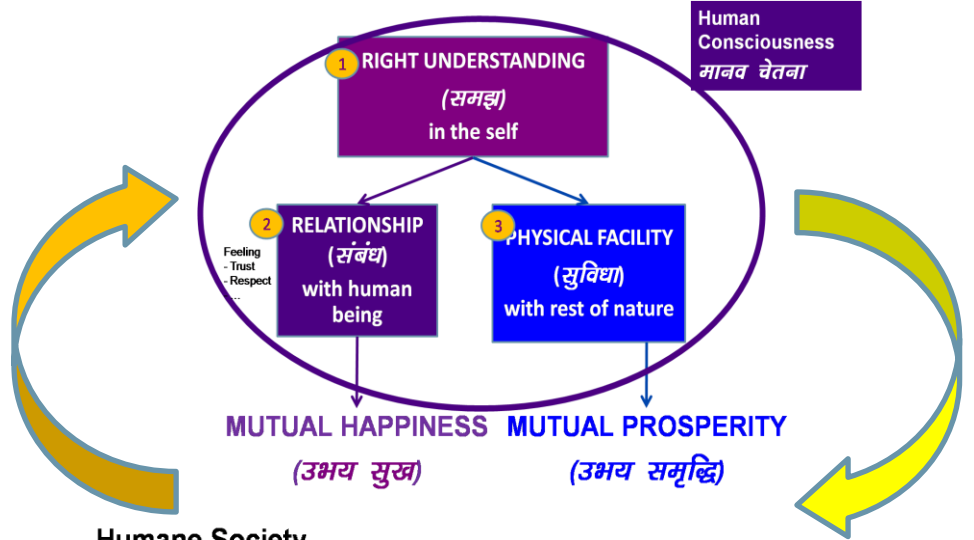 Human
Consciousness
मानव चेतना
1
RIGHT UNDERSTANDING
(समझ)
in the self
2
RELATIONSHIP
(संबंध)
with human
being
Feeling
- Trust
- Respect
...
3
PHYSICAL FACILITY
(सुविधा)
with rest of nature
MUTUAL HAPPINESS
(उभय सुख)
MUTUAL PROSPERITY
(उभय समृद्धि)
Humane Society